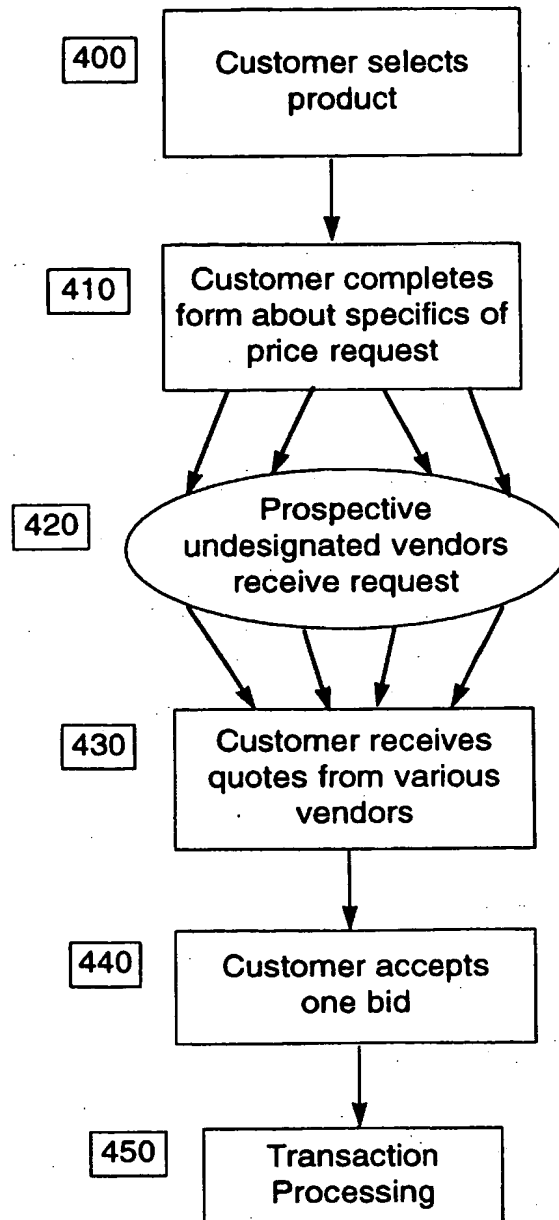 400
Customer selects
product
410
Customer completes
form about specifics of
price request
420
Prospective
undesignated vendors
receive request
430
Customer receives
quotes from various
vendors
440
Customer accepts
one bid
450
Transaction
Processing